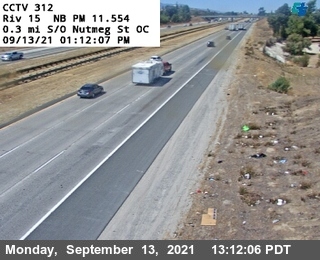 CCTV 312
Riv 15 NB PM 11.554
0.3 mi S/O Nutmeg St OC
09/13/21 01:12:07 PM
Monday, September 13, 2021 13:12:06 PDT